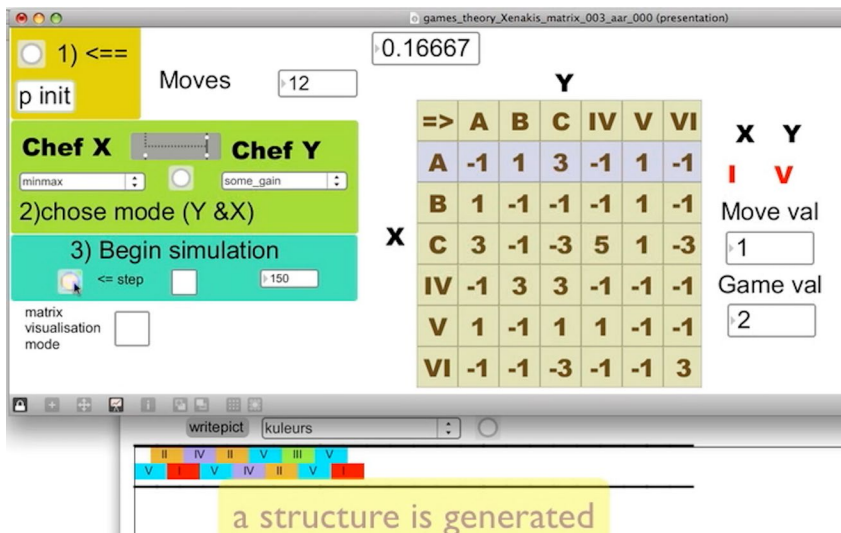 games_theory_Xenakis_matrix_003_aar_000 (presentation)
1) <==
p init
Moves
12
0.16667
Chef X
Chef Y
minmax
some_gain
2)chose mode (Y &X)
3) Begin simulation
<= step
150
matrix
visualisation
mode
Y
X
=> A B C IV V VI
A -1 1 3 -1 1 -1
B 1 -1 -1 -1 1 -1
C 3 -1 -3 5 1 -3
IV -1 3 3 -1 -1 -1
V 1 -1 1 1 -1 -1
VI -1 -1 -3 -1 -1 3
X Y
I V
Move val
1
Game val
2
writepict
kuleurs
II IV II V III V
V I V IV II V I
a structure is generated